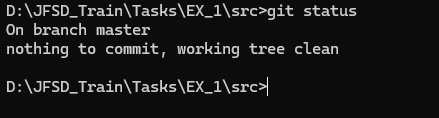 D:\JFSD_Train\Tasks\EX_1\src>git status
On branch master
nothing to commit, working tree clean
D:\JFSD_Train\Tasks\EX_1\src>